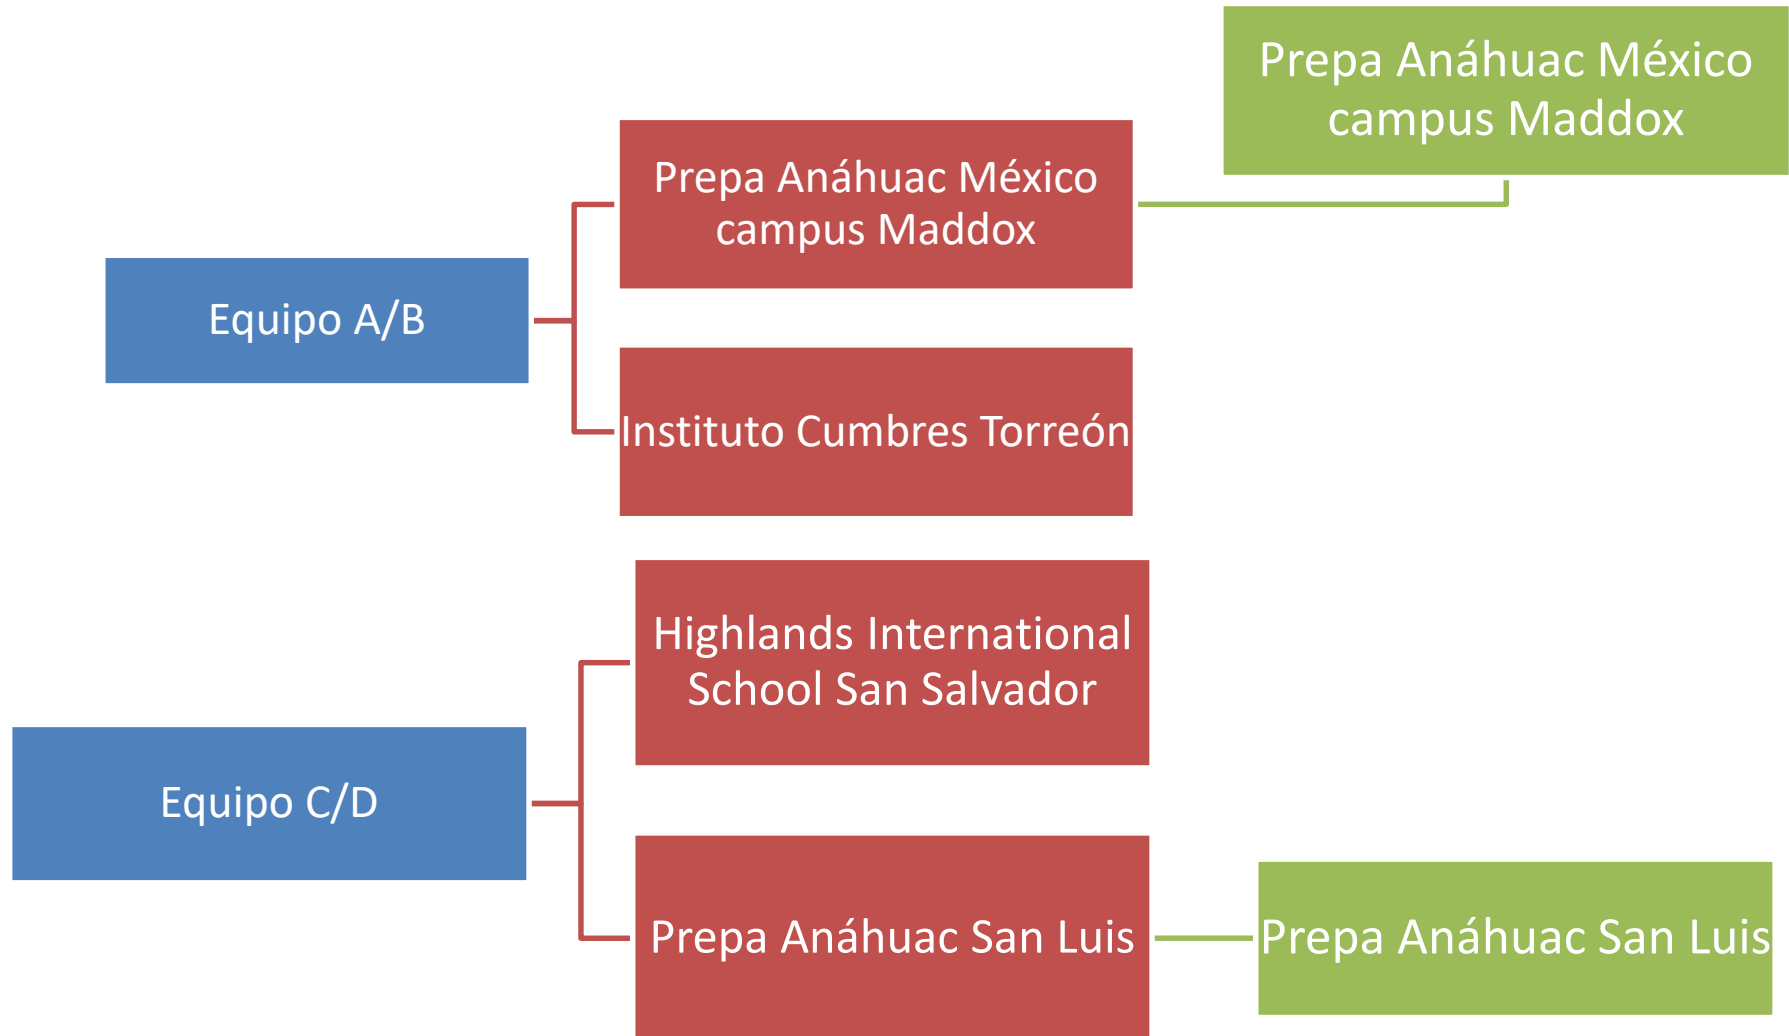 Prepa Anáhuac México
campus Maddox
Prepa Anáhuac México
campus Maddox
Equipo A/B
Instituto Cumbres Torreón
Highlands International
School San Salvador
Equipo C/D
Prepa Anáhuac San Luis
Prepa Anáhuac San Luis